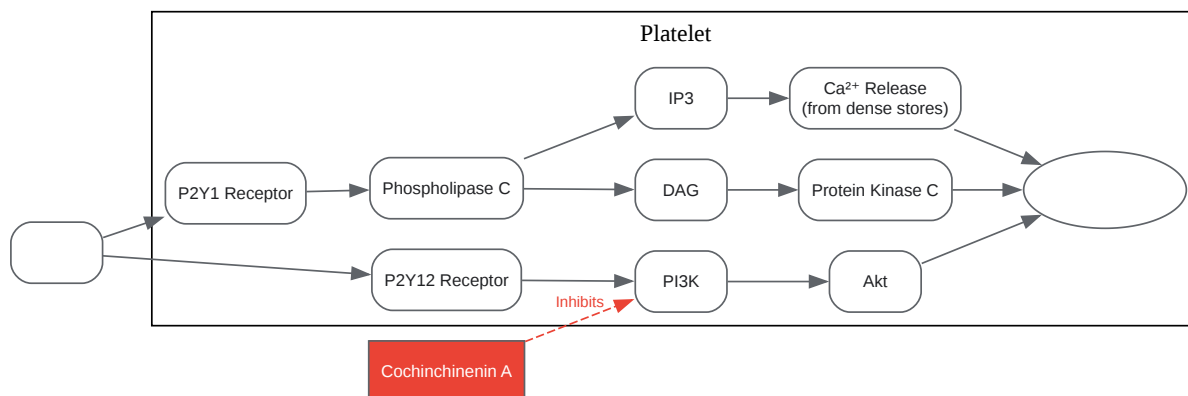 Platelet
IP3
Ca²⁺ Release
(from dense stores)
P2Y1 Receptor
Phospholipase C
DAG
Protein Kinase C
P2Y12 Receptor
PI3K
Akt
Inhibits
Cochinchinenin A